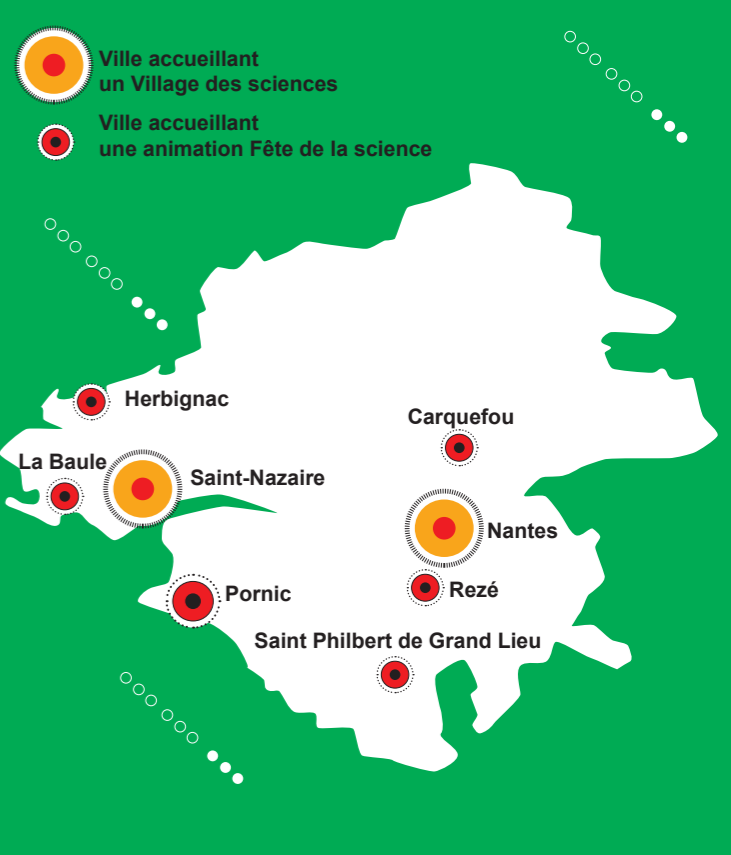 Ville accueillant
un Village des sciences
Ville accueillant
une animation Fête de la science
Herbignac
Carquefou
La Baule
Saint-Nazaire
Nantes
Rezé
Pornic
Saint Philbert de Grand Lieu